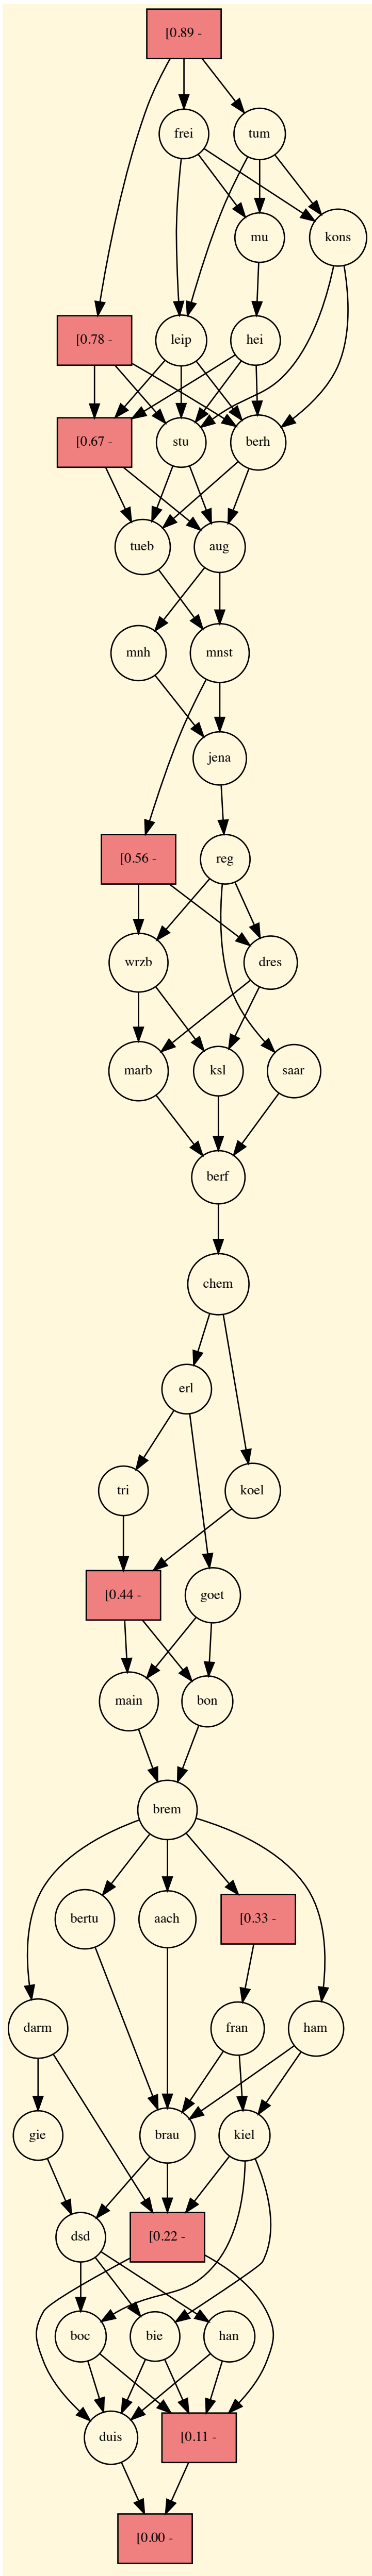 [0.89 -
frei
tum
mu
kons
[0.78 -
leip
hei
[0.67 -
stu
berh
tueb
aug
mnh
mnst
jena
[0.56 -
reg
wrzb
dres
marb
ksl
saar
berf
chem
erl
tri
koel
[0.44 -
goet
main
bon
brem
bertu
aach
[0.33 -
darm
fran
ham
gie
brau
kiel
dsd
[0.22 -
boc
bie
han
duis
[0.11 -
[0.00 -